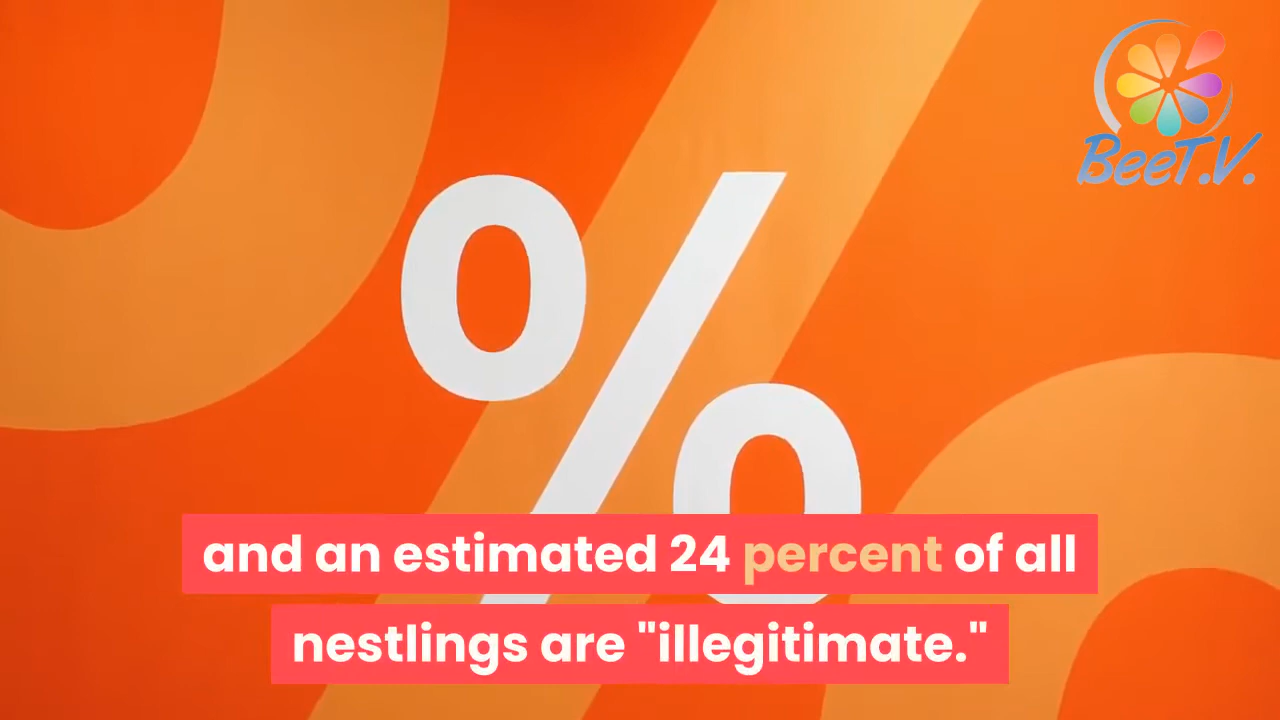 BeeT.V.
%
and an estimated 24 percent of all
nestlings are "illegitimate."